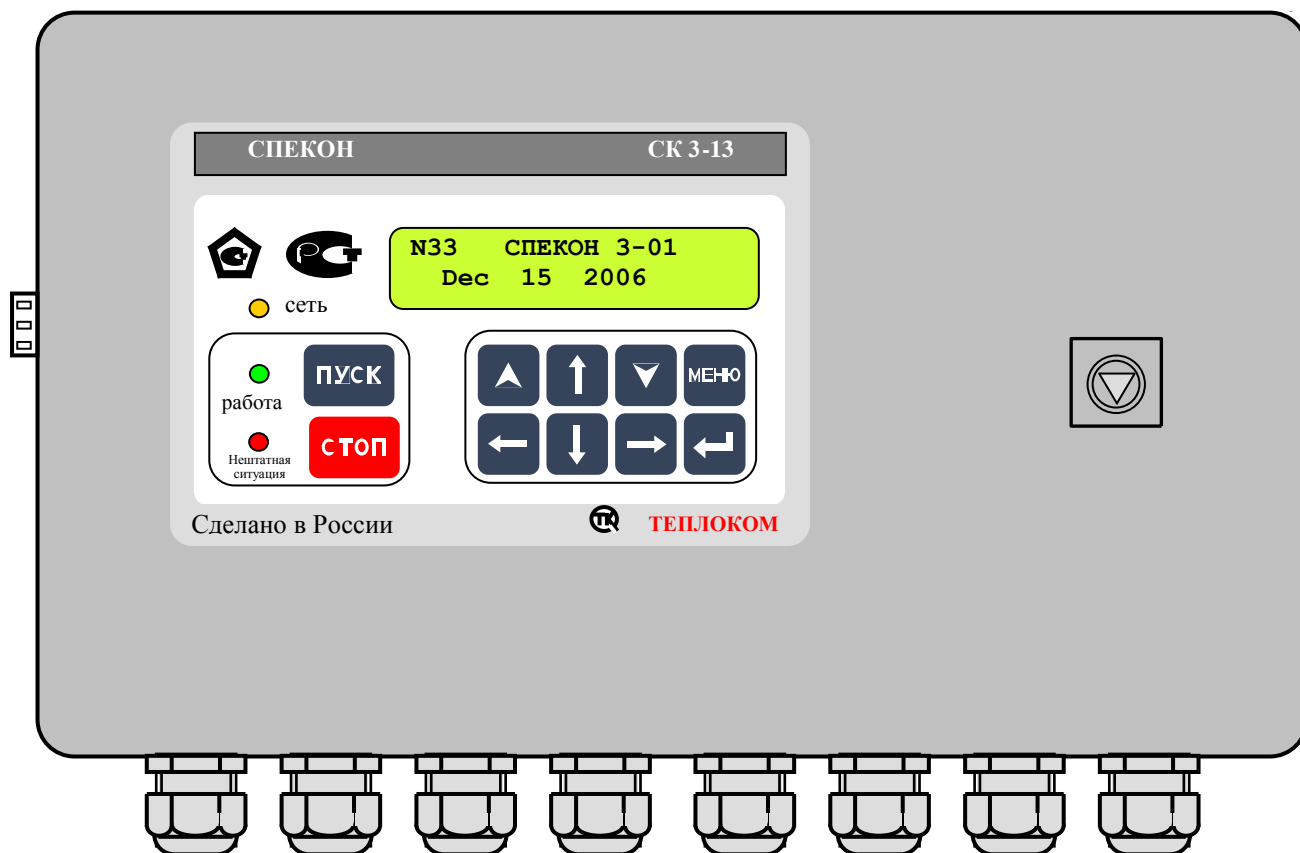 СПЕКОН СК 3-13
N33 СПЕКОН 3-01
Dec 15 2006
сеть
ПУСК
работа
СТОП
Нештатная
ситуация
МЕНЮ
Сделано в России
ТК ТЕПЛОКОМ